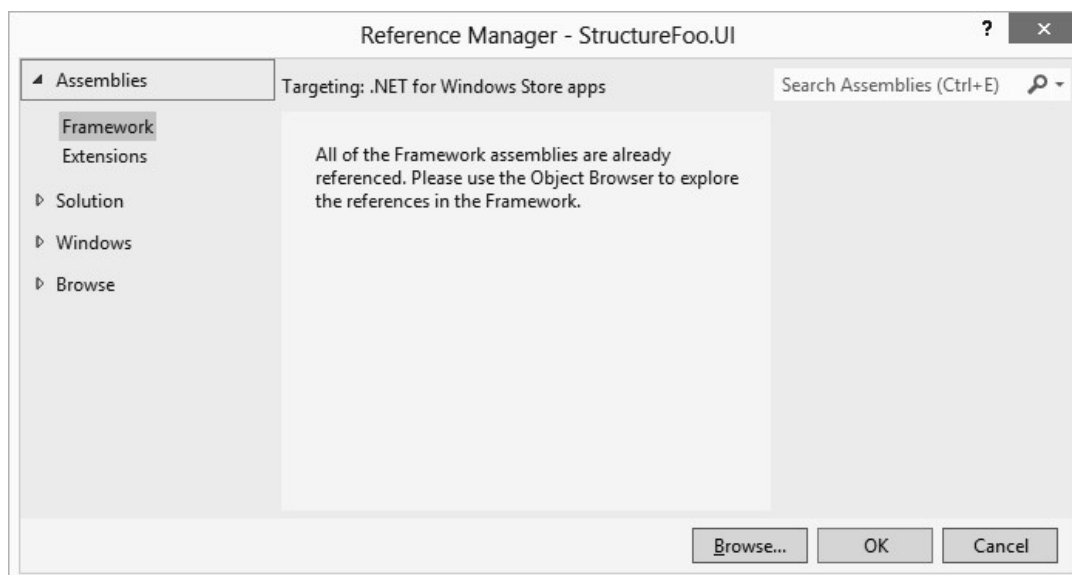 Reference Manager - StructureFoo.UI
?
×
Assemblies
Targeting: .NET for Windows Store apps
Search Assemblies (Ctrl+E)
Framework
Extensions
Solution
Windows
Browse
All of the Framework assemblies are already
referenced. Please use the Object Browser to explore
the references in the Framework.
Browse...
OK
Cancel